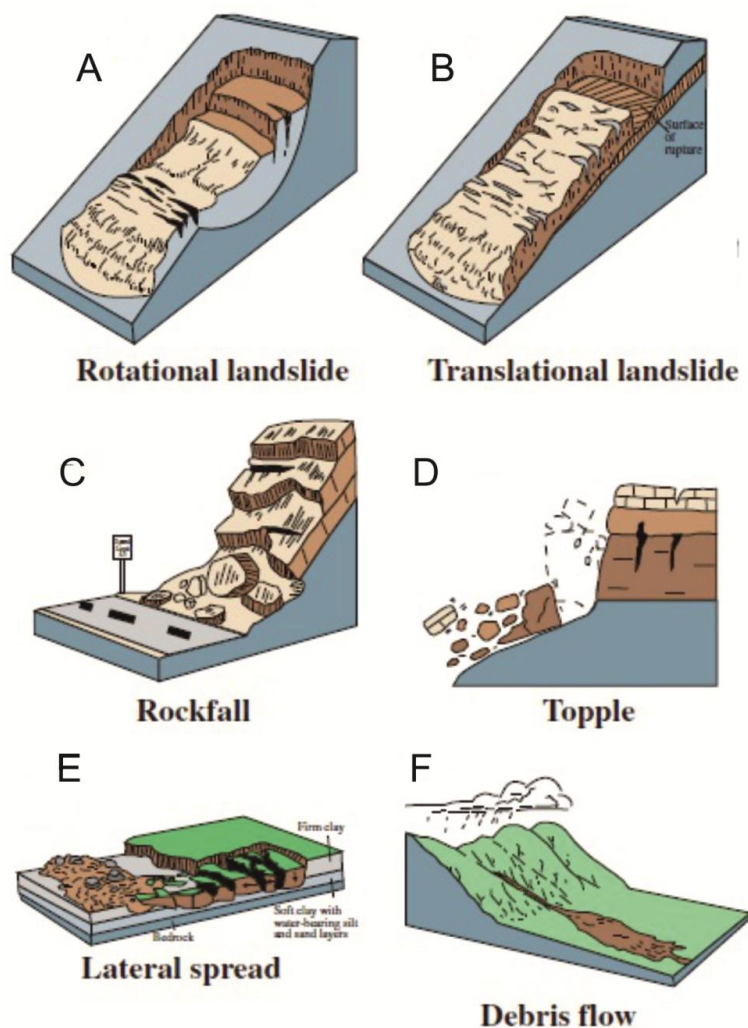 A
B
Surface
of
rupture
Toe
Rotational landslide
Translational landslide
C
D
Rockfall
Topple
E
F
Firm clay
Soft clay with
water-bearing silt
and sand layers
Bedrock
Lateral spread
Debris flow